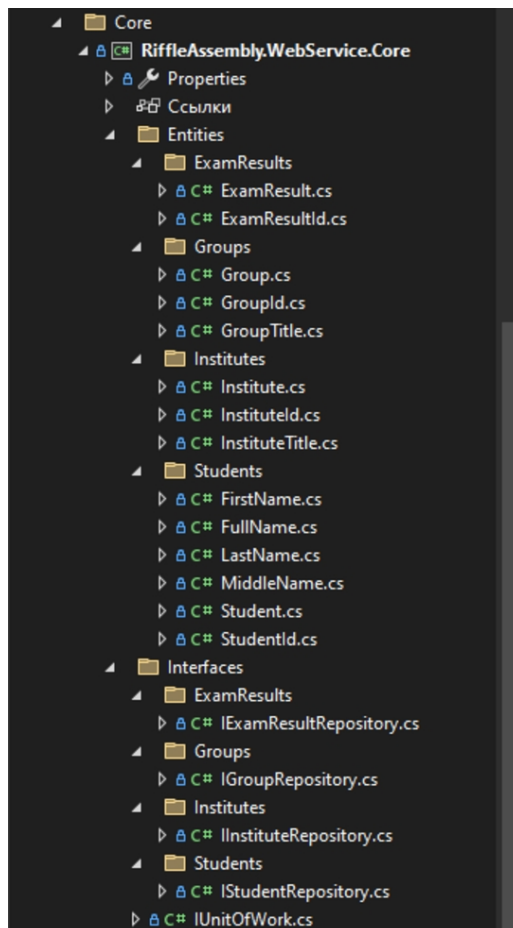 Core
C# RiffleAssembly.WebService.Core
Properties
Ссылки
Entities
ExamResults
C# ExamResult.cs
C# ExamResultId.cs
Groups
C# Group.cs
C# GroupId.cs
C# GroupTitle.cs
Institutes
C# Institute.cs
C# InstituteId.cs
C# InstituteTitle.cs
Students
C# FirstName.cs
C# FullName.cs
C# LastName.cs
C# MiddleName.cs
C# Student.cs
C# StudentId.cs
Interfaces
ExamResults
C# IExamResultRepository.cs
Groups
C# IGroupRepository.cs
Institutes
C# IInstituteRepository.cs
Students
C# IStudentRepository.cs
C# IUnitOfWork.cs